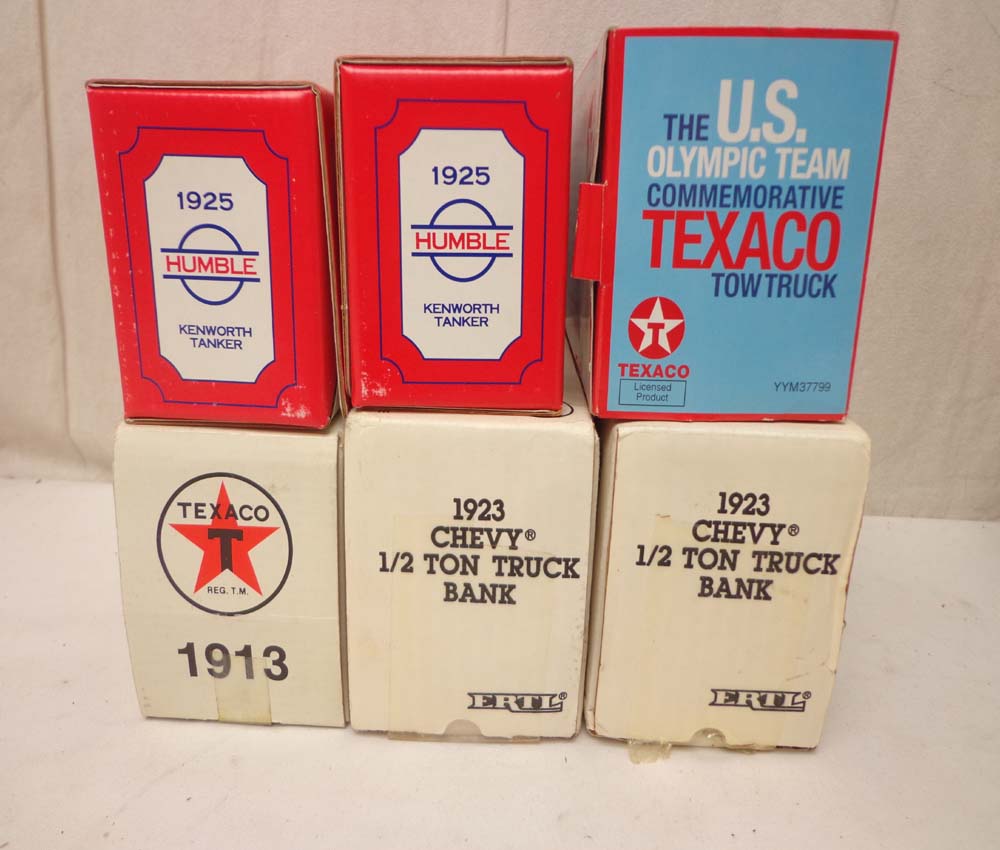 1925
HUMBLE
KENWORTH
TANKER
1925
HUMBLE
KENWORTH
TANKER
THE U.S.
OLYMPIC TEAM
COMMEMORATIVE
TEXACO
TOW TRUCK
T
TEXACO
Licensed
Product
YYM37799
TEXACO
T
REG. T.M.
1913
1923
CHEVY®
1/2 TON TRUCK
BANK
ERTL®
1923
CHEVY®
1/2 TON TRUCK
BANK
ERTL®